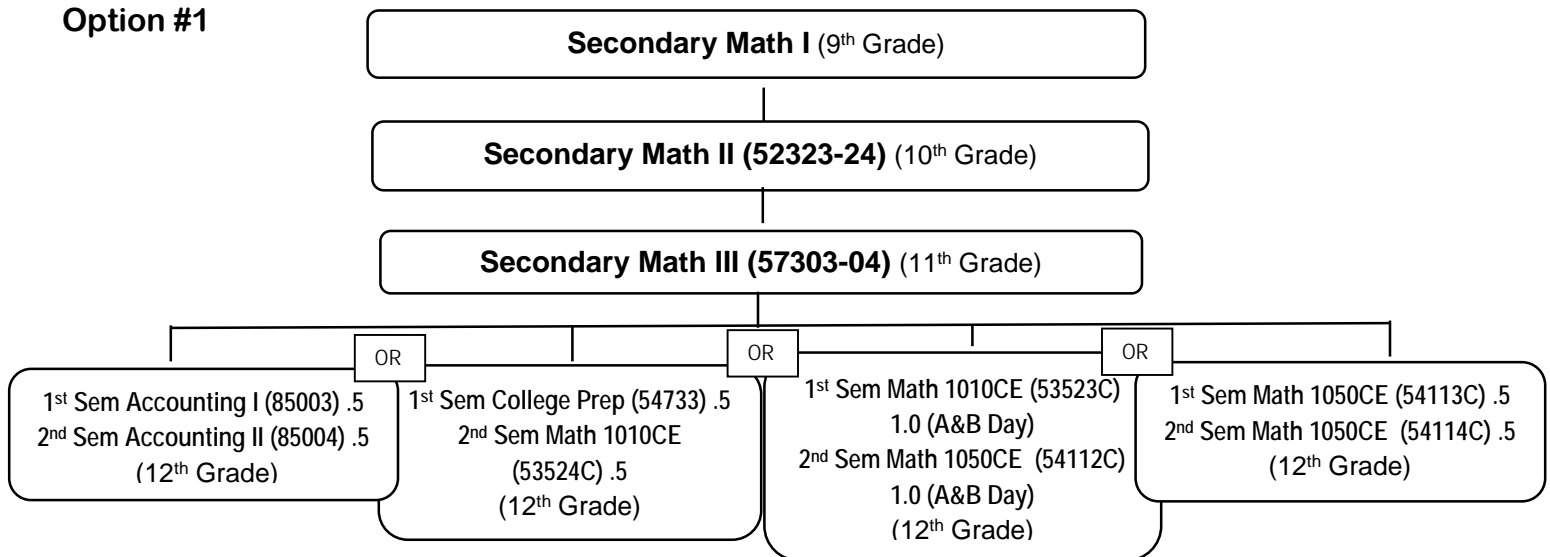 Option #1
Secondary Math I (9th Grade)
Secondary Math II (52323-24) (10th Grade)
Secondary Math III (57303-04) (11th Grade)
OR
OR
OR
1st Sem Accounting I (85003) .5
2nd Sem Accounting II (85004) .5
(12th Grade)
1st Sem College Prep (54733) .5
2nd Sem Math 1010CE
(53524C) .5
(12th Grade)
1st Sem Math 1010CE (53523C)
1.0 (A&B Day)
2nd Sem Math 1050CE (54112C)
1.0 (A&B Day)
(12th Grade)
1st Sem Math 1050CE (54113C) .5
2nd Sem Math 1050CE (54114C) .5
(12th Grade)